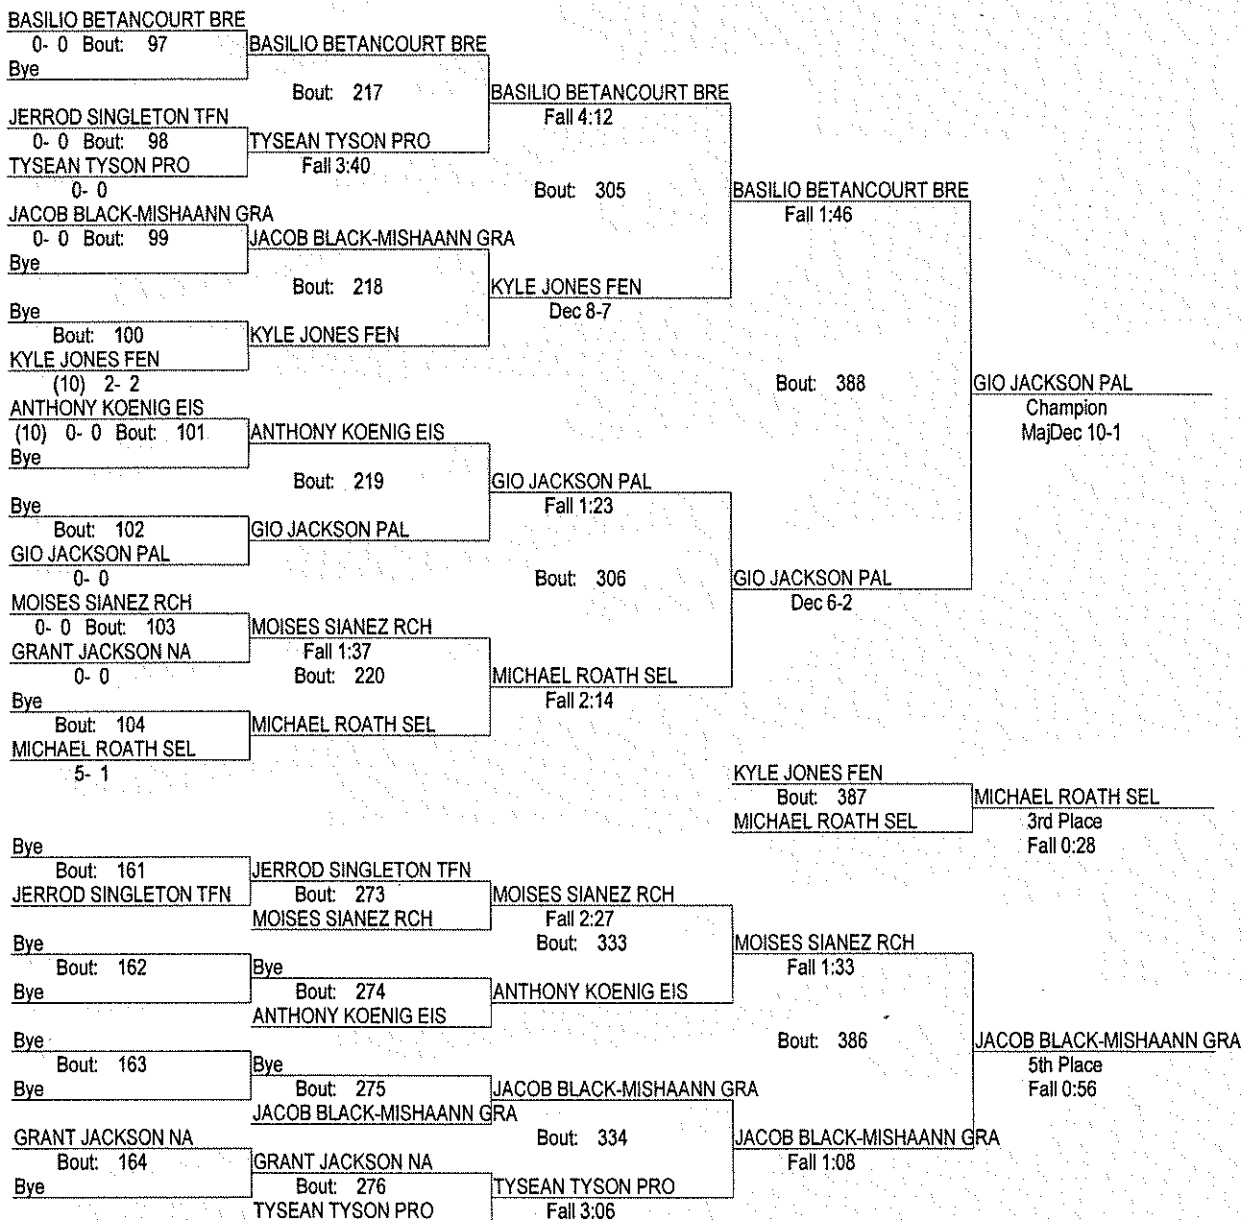 BASILIO BETANCOURT BRE
0- 0 Bout: 97
BASILIO BETANCOURT BRE
Bye
Bout: 217
BASILIO BETANCOURT BRE
JERROD SINGLETON TFN
Fall 4:12
0- 0 Bout: 98
TYSEAN TYSON PRO
TYSEAN TYSON PRO
Fall 3:40
0- 0
Bout: 305
BASILIO BETANCOURT BRE
JACOB BLACK-MISHAANN GRA
Fall 1:46
0- 0 Bout: 99
JACOB BLACK-MISHAANN GRA
Bye
Bout: 218
KYLE JONES FEN
Bye
Dec 8-7
Bout: 100
KYLE JONES FEN
KYLE JONES FEN
(10) 2- 2
Bout: 388
GIO JACKSON PAL
ANTHONY KOENIG EIS
Champion
(10) 0- 0 Bout: 101
ANTHONY KOENIG EIS
MajDec 10-1
Bye
Bout: 219
GIO JACKSON PAL
Bye
Fall 1:23
Bout: 102
GIO JACKSON PAL
GIO JACKSON PAL
0- 0
Bout: 306
GIO JACKSON PAL
MOISES SIANEZ RCH
Dec 6-2
0- 0 Bout: 103
MOISES SIANEZ RCH
GRANT JACKSON NA
Fall 1:37
0- 0
Bout: 220
MICHAEL ROATH SEL
Bye
Fall 2:14
Bout: 104
MICHAEL ROATH SEL
MICHAEL ROATH SEL
5- 1
KYLE JONES FEN
Bout: 387
MICHAEL ROATH SEL
MICHAEL ROATH SEL
3rd Place
Fall 0:28
Bye
Bout: 161
JERROD SINGLETON TFN
JERROD SINGLETON TFN
Bout: 273
MOISES SIANEZ RCH
MOISES SIANEZ RCH
Fall 2:27
Bye
Bout: 333
MOISES SIANEZ RCH
Bout: 162
Bye
Fall 1:33
Bye
Bout: 274
ANTHONY KOENIG EIS
ANTHONY KOENIG EIS
Bye
Bout: 386
JACOB BLACK-MISHAANN GRA
Bout: 163
Bye
5th Place
Bye
Bout: 275
JACOB BLACK-MISHAANN GRA
Fall 0:56
JACOB BLACK-MISHAANN GRA
GRANT JACKSON NA
Bout: 334
JACOB BLACK-MISHAANN GRA
Bout: 164
GRANT JACKSON NA
Fall 1:08
Bye
Bout: 276
TYSEAN TYSON PRO
TYSEAN TYSON PRO
Fall 3:06